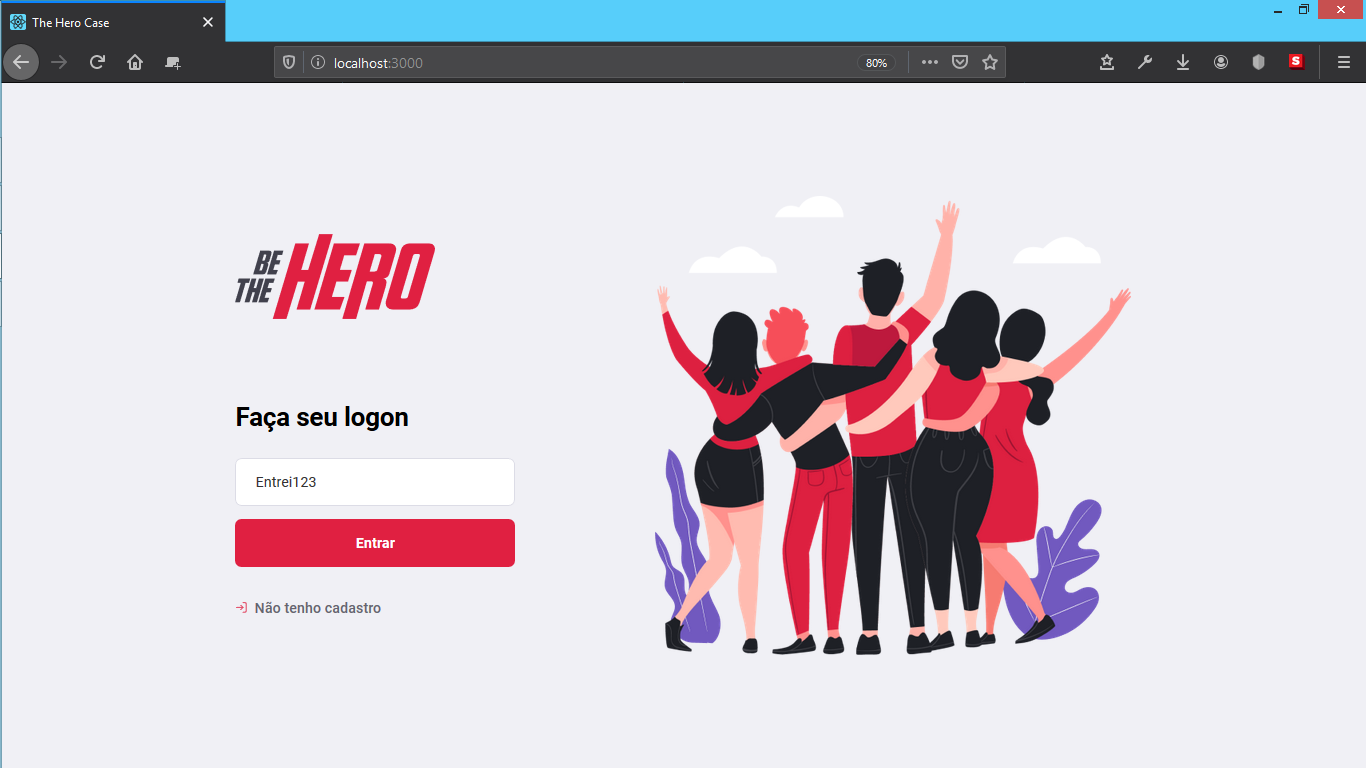 The Hero Case
localhost:3000
80%
S
BE
THE
HERO
Faça seu logon
Entrei123
Entrar
Não tenho cadastro